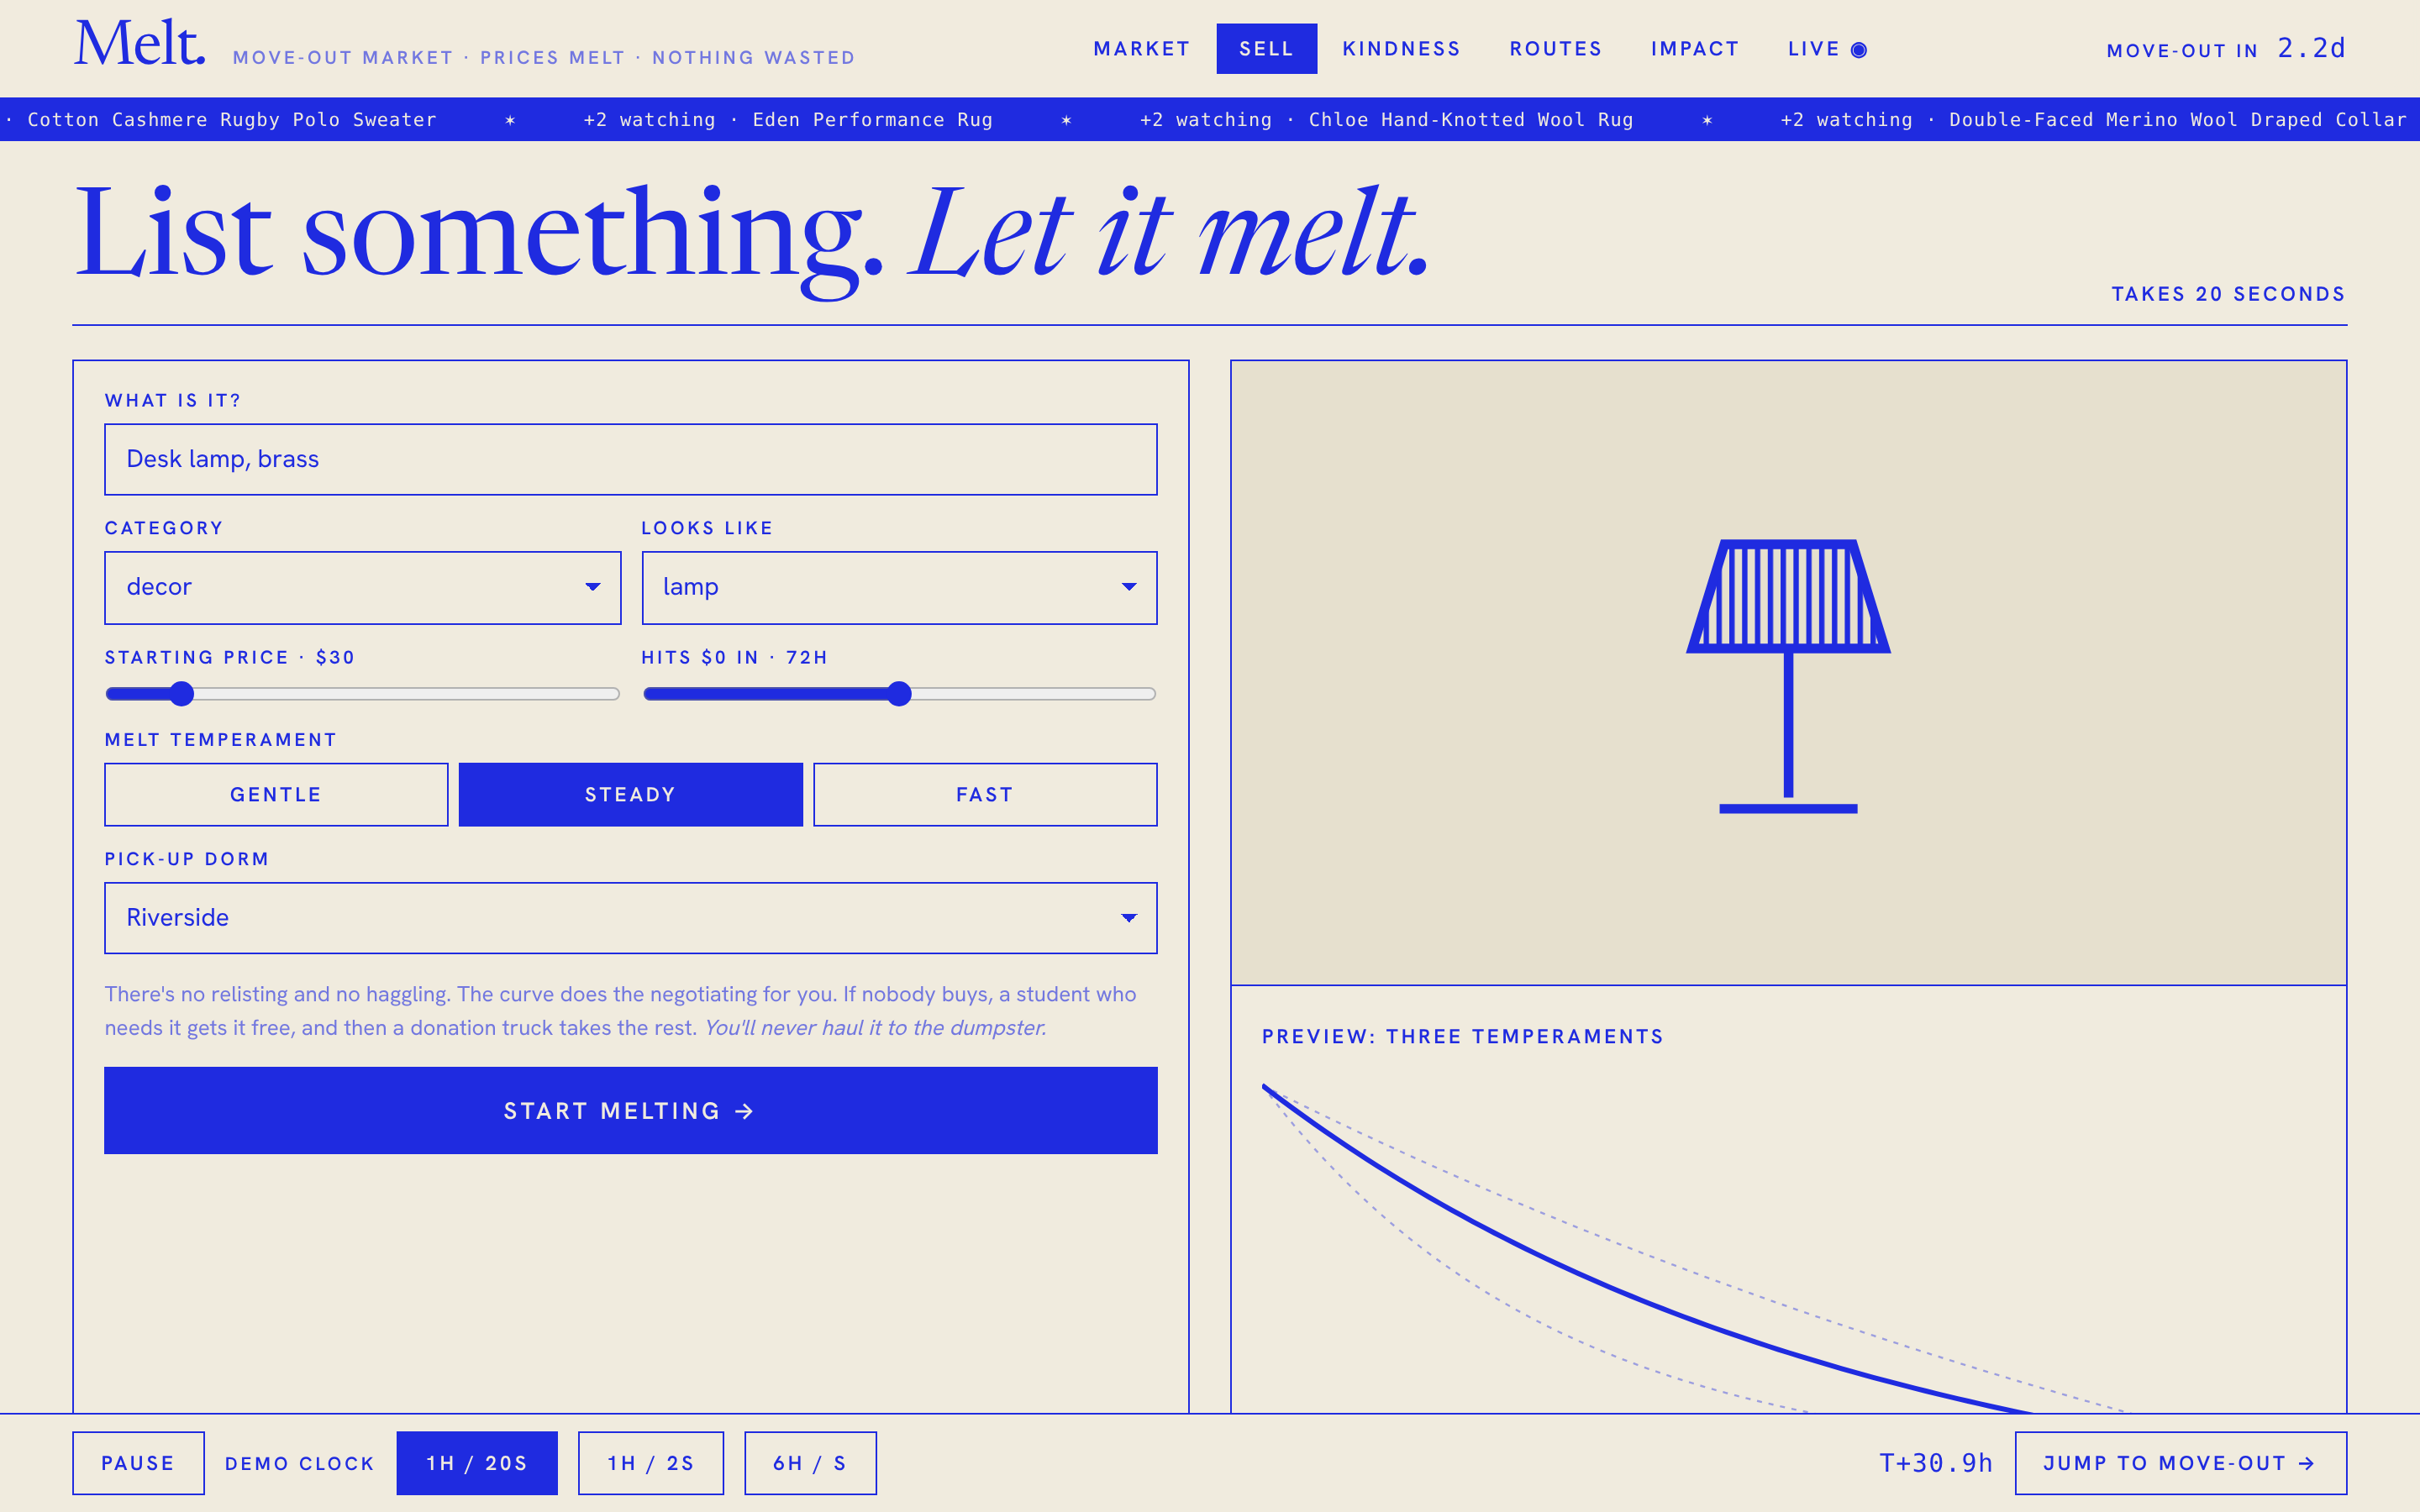 Melt. MOVE-OUT MARKET · PRICES MELT · NOTHING WASTED MARKET SELL KINDNESS ROUTES IMPACT LIVE ◉ MOVE-OUT IN 2.2d
· Cotton Cashmere Rugby Polo Sweater ✶ +2 watching · Eden Performance Rug ✶ +2 watching · Chloe Hand-Knotted Wool Rug ✶ +2 watching · Double-Faced Merino Wool Draped Collar
List something. Let it melt.
TAKES 20 SECONDS
WHAT IS IT?
Desk lamp, brass
CATEGORY LOOKS LIKE
decor lamp
STARTING PRICE · $30 HITS $0 IN · 72H
MELT TEMPERAMENT
GENTLE STEADY FAST
PICK-UP DORM
Riverside
There's no relisting and no haggling. The curve does the negotiating for you. If nobody buys, a student who
needs it gets it free, and then a donation truck takes the rest. You'll never haul it to the dumpster.
START MELTING →
PREVIEW: THREE TEMPERAMENTS
PAUSE DEMO CLOCK 1H / 20S 1H / 2S 6H / S T+30.9h JUMP TO MOVE-OUT →